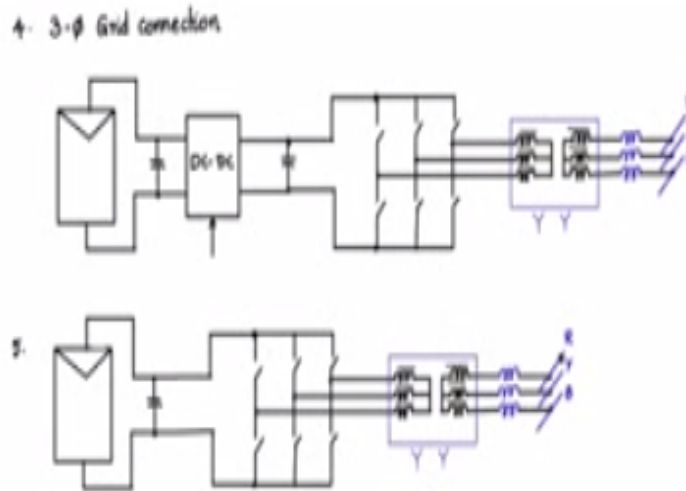 4. 3-φ Grid connection
DC-DC
Y Y
5.
R
Y
B
Y Y